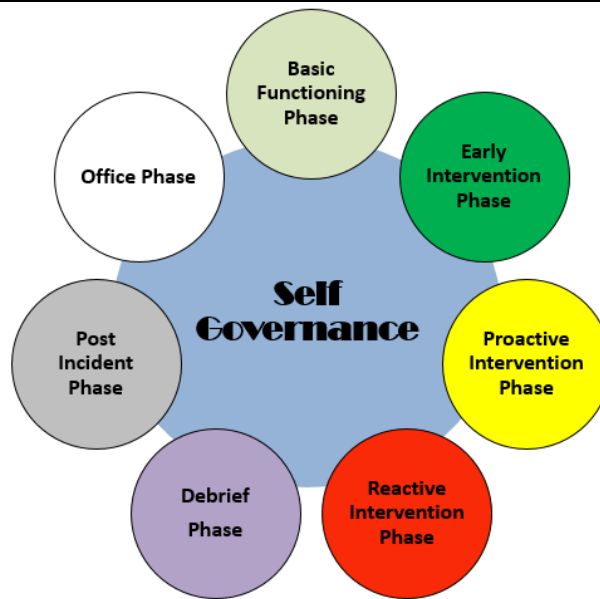 Basic
Functioning
Phase
Early
Intervention
Phase
Proactive
Intervention
Phase
Reactive
Intervention
Phase
Debrief
Phase
Post
Incident
Phase
Office Phase
Self
Governance